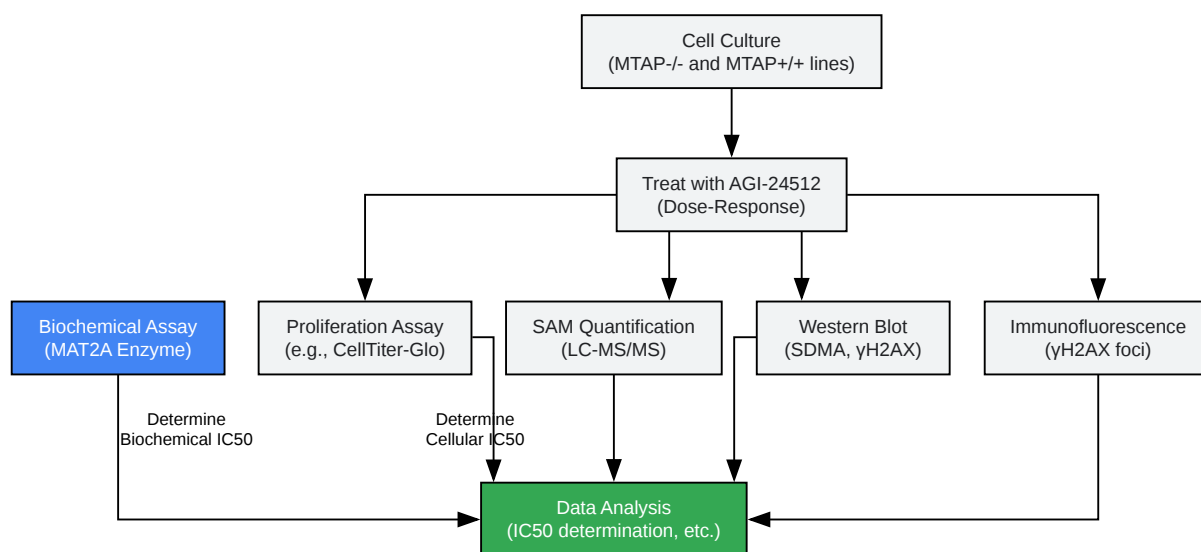 Cell Culture
(MTAP-/- and MTAP+/+ lines)
Treat with AGI-24512
(Dose-Response)
Biochemical Assay
(MAT2A Enzyme)
Proliferation Assay
(e.g., CellTiter-Glo)
SAM Quantification
(LC-MS/MS)
Western Blot
(SDMA, γH2AX)
Immunofluorescence
(γH2AX foci)
Determine
Biochemical IC50
Determine
Cellular IC50
Data Analysis
(IC50 determination, etc.)